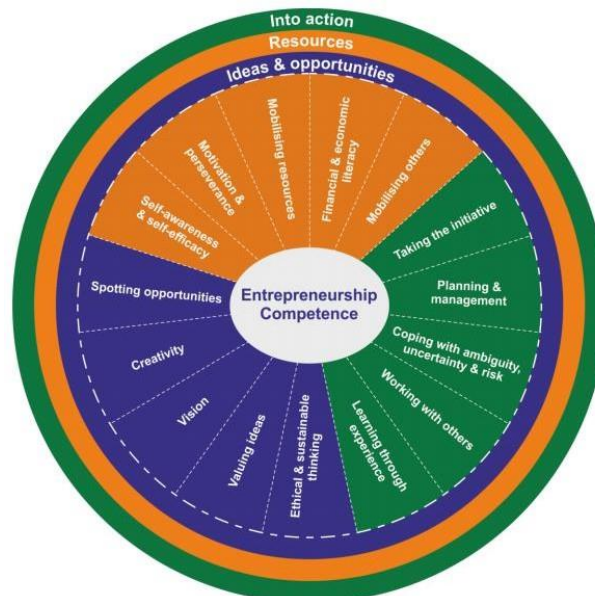 Into action
Resources
Ideas & opportunities
Self-awareness
& self-efficacy
Motivation &
perseverance
Mobilising resources
Financial & economic
literacy
Mobilising others
Taking the initiative
Planning &
management
Coping with ambiguity,
uncertainty & risk
Working with others
Learning through
experience
Ethical & sustainable
thinking
Valuing ideas
Vision
Creativity
Spotting opportunities
Entrepreneurship
Competence